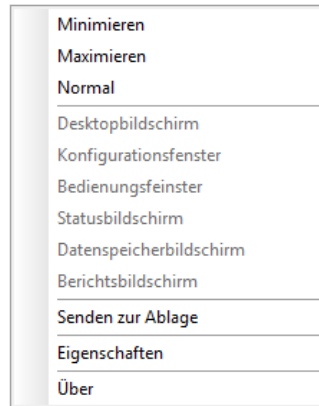 Minimieren
Maximieren
Normal
Desktopbildschirm
Konfigurationsfenster
Bedienungsfeinster
Statusbildschirm
Datenspeicherbildschirm
Berichtsbildschirm
Senden zur Ablage
Eigenschaften
Über